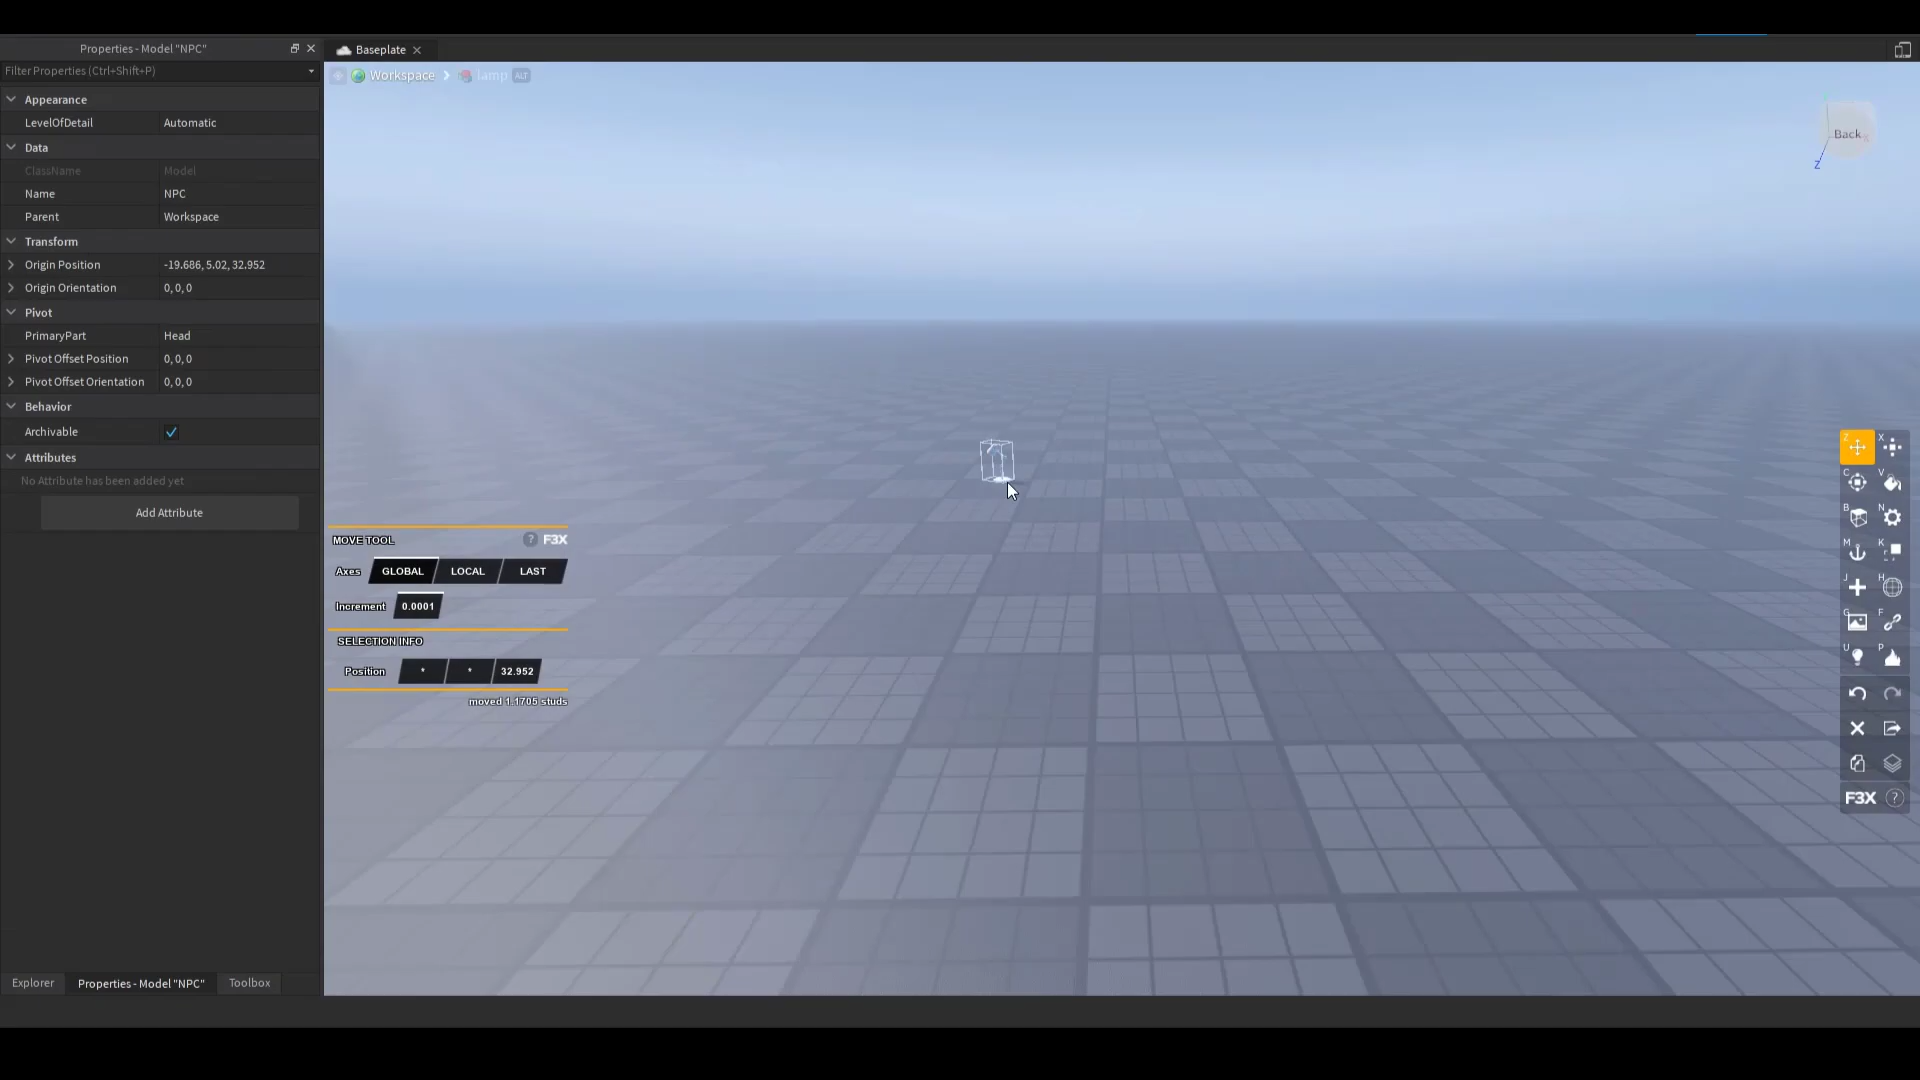 Properties - Model "NPC"
Filter Properties (Ctrl+Shift+P)
Appearance
LevelOfDetail Automatic
Data
ClassName Model
Name NPC
Parent Workspace
Transform
Origin Position -19.686, 5.02, 32.952
Origin Orientation 0, 0, 0
Pivot
PrimaryPart Head
Pivot Offset Position 0, 0, 0
Pivot Offset Orientation 0, 0, 0
Behavior
Archivable
Attributes
No Attribute has been added yet
Add Attribute
Explorer Properties - Model "NPC" Toolbox
Baseplate
Workspace lamp ALT
Back
Z
MOVE TOOL ? F3X
Axes GLOBAL LOCAL LAST
Increment 0.0001
SELECTION INFO
Position * * 32.952
moved 1.1705 studs
Z X
C V
B N
M K
J H
G F
U P
F3X ?